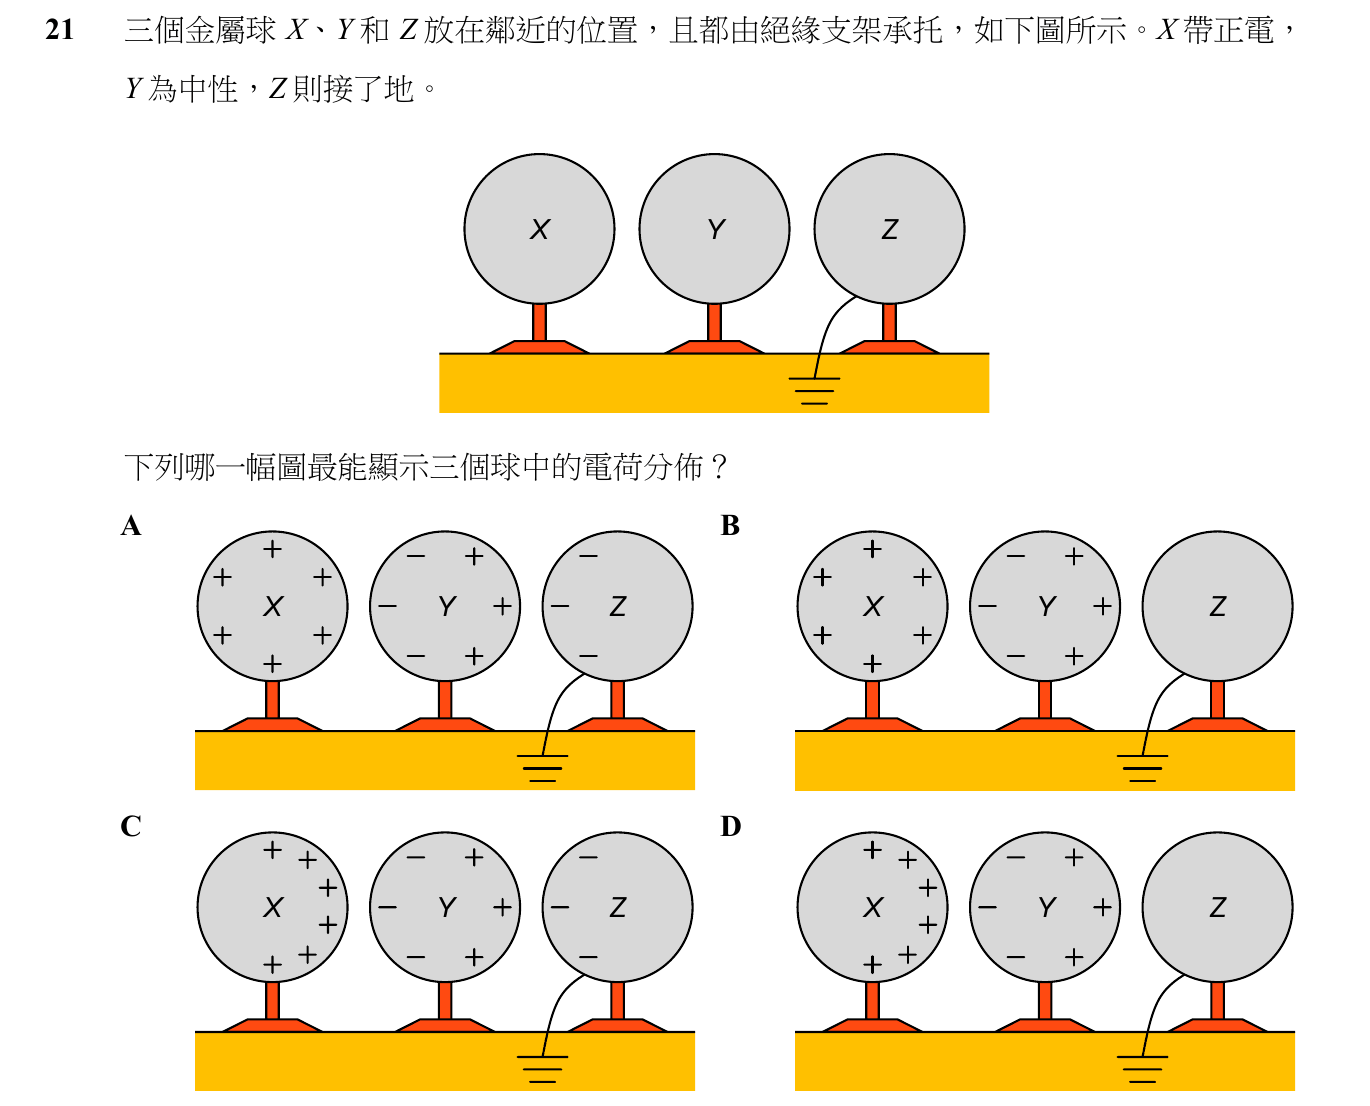 21 三個金屬球 X、Y 和 Z 放在鄰近的位置，且都由絕緣支架承托，如下圖所示。X 帶正電，
Y 為中性，Z 則接了地。
X Y Z
下列哪一幅圖最能顯示三個球中的電荷分佈？
A B
+ + + + + + X − − − Y + + + − − − Z
+ + + + + + X − − − Y + + + Z
C D
+ + + + + + X − − − Y + + + − − − Z
+ + + + + + X − − − Y + + + Z